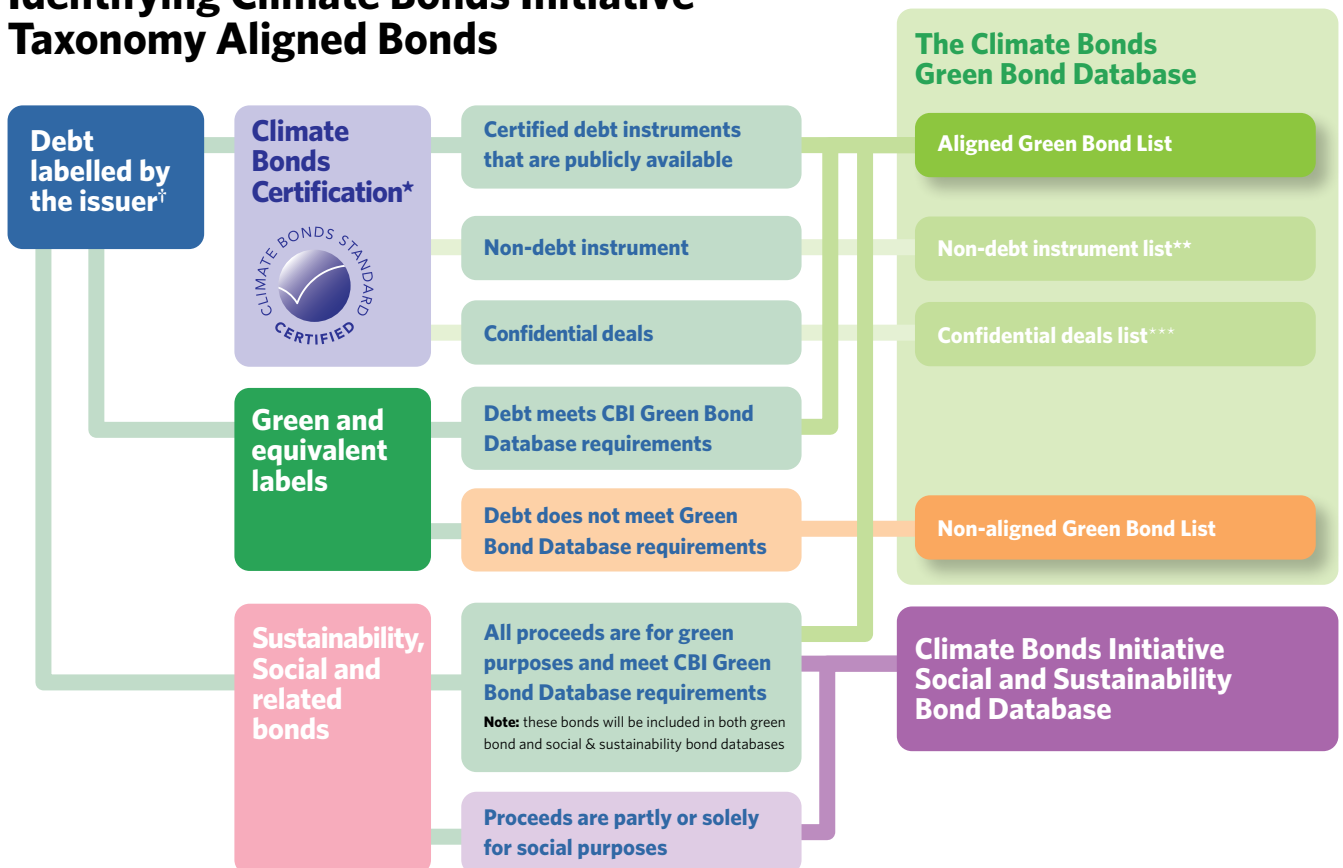 Identifying Climate Bonds Initiative
Taxonomy Aligned Bonds
Debt
labelled by
the issuer†
Climate
Bonds
Certification*
CLIMATE BONDS STANDARD
CERTIFIED
Certified debt instruments
that are publicly available
Non-debt instrument
Confidential deals
Green and
equivalent
labels
Debt meets CBI Green Bond
Database requirements
Debt does not meet Green
Bond Database requirements
Sustainability,
Social and
related
bonds
All proceeds are for green
purposes and meet CBI Green
Bond Database requirements
Note: these bonds will be included in both green
bond and social & sustainability bond databases
Proceeds are partly or solely
for social purposes
The Climate Bonds
Green Bond Database
Aligned Green Bond List
Non-debt instrument list**
Confidential deals list***
Non-aligned Green Bond List
Climate Bonds Initiative
Social and Sustainability
Bond Database